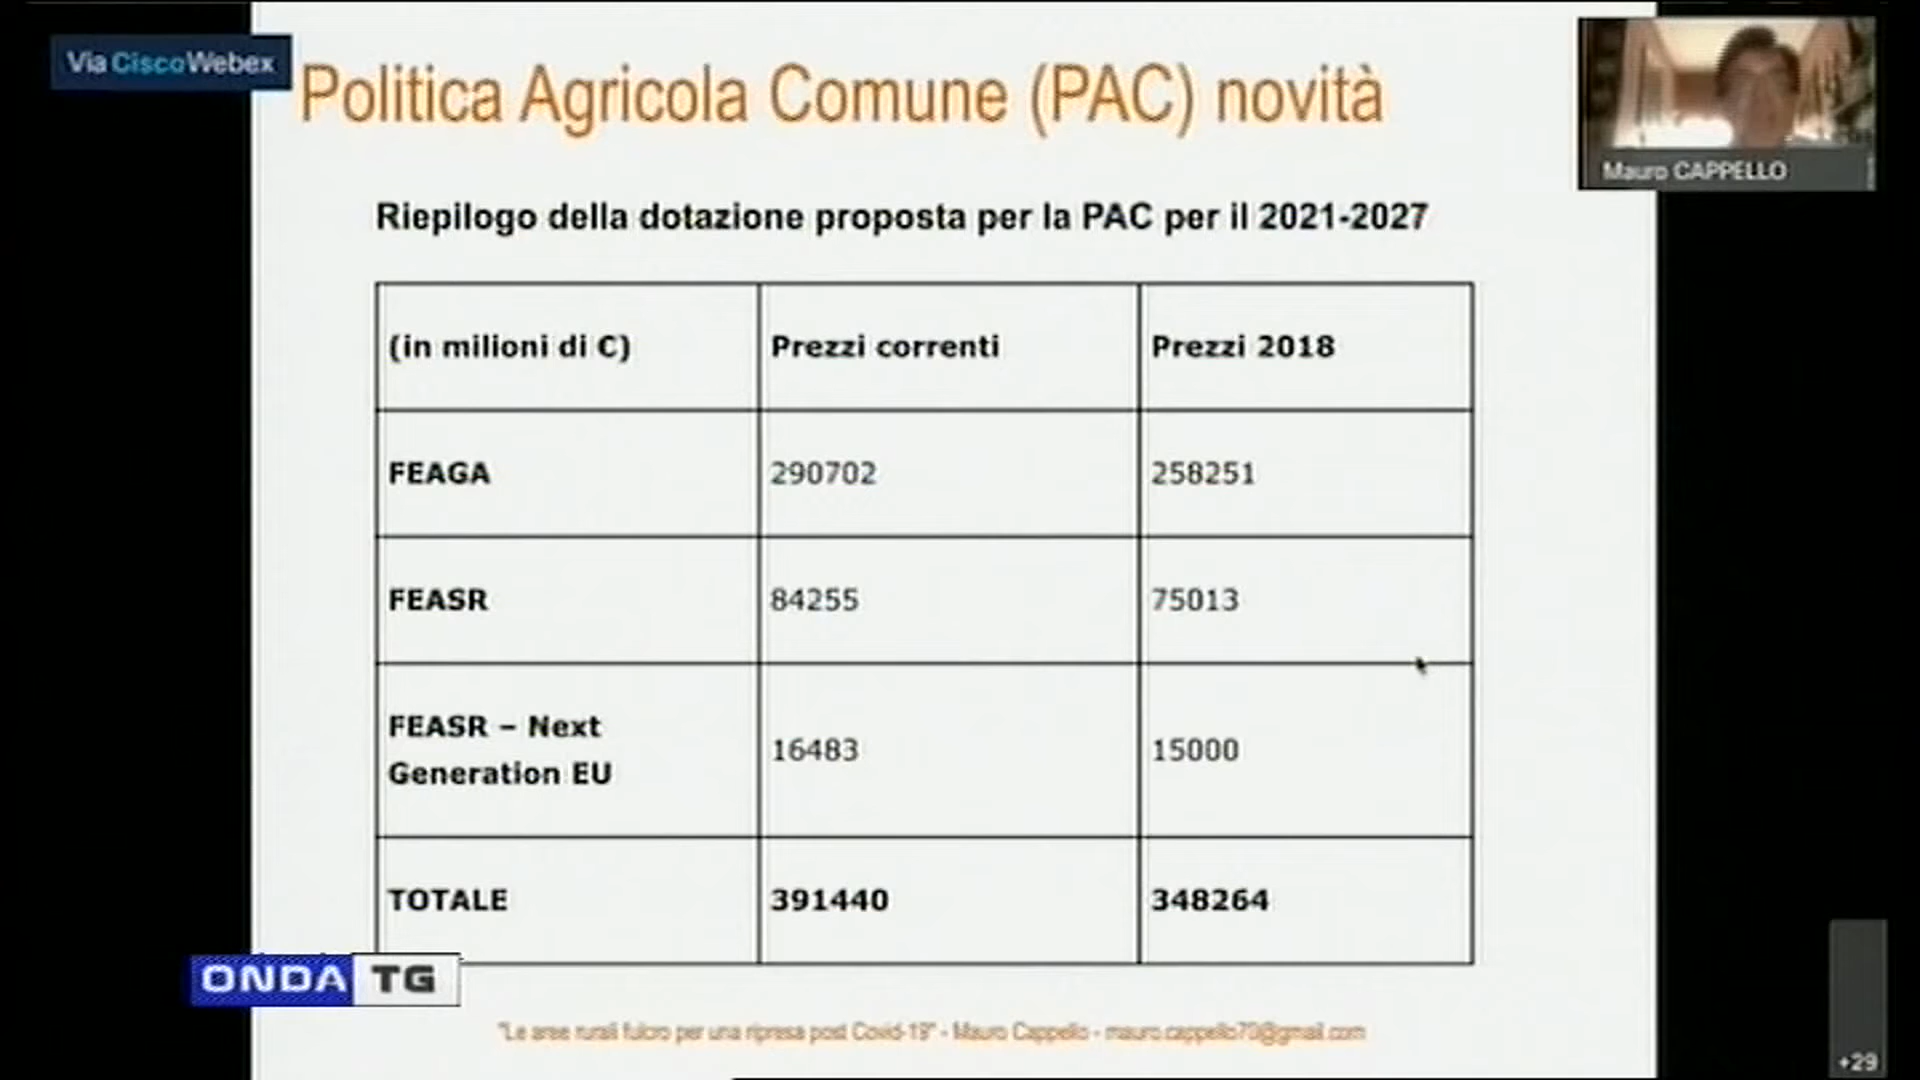 Via CiscoWebex
Politica Agricola Comune (PAC) novità
Mauro CAPPELLO
Riepilogo della dotazione proposta per la PAC per il 2021-2027
(in milioni di €) Prezzi correnti Prezzi 2018
FEAGA 290702 258251
FEASR 84255 75013
FEASR – Next
Generation EU 16483 15000
TOTALE 391440 348264
ONDA TG
"Le aree rurali fulcro per una ripresa post Covid-19" - Mauro Cappello - mauro.cappello70@gmail.com
+29